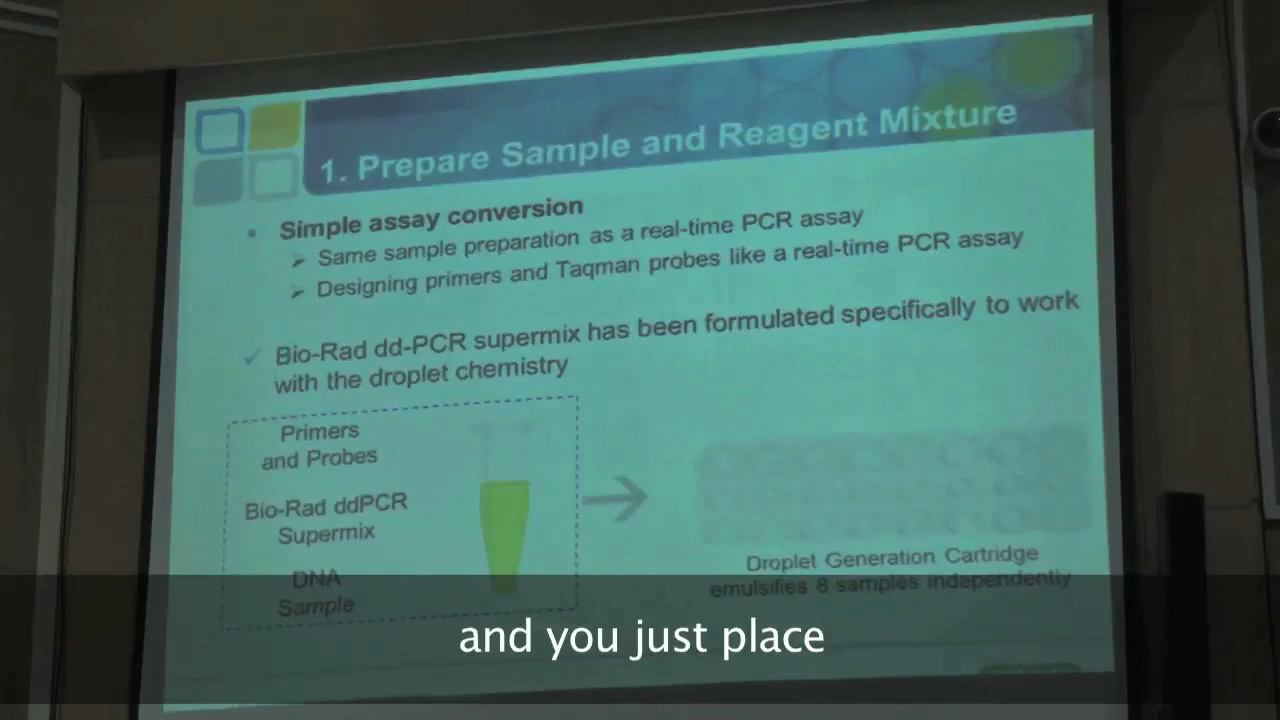 1. Prepare Sample and Reagent Mixture
Simple assay conversion
Same sample preparation as a real-time PCR assay
Designing primers and Taqman probes like a real-time PCR assay
Bio-Rad dd-PCR supermix has been formulated specifically to work
with the droplet chemistry
Primers
and Probes
Bio-Rad ddPCR
Supermix
DNA
Sample
Droplet Generation Cartridge
emulsifies 8 samples independently
and you just place